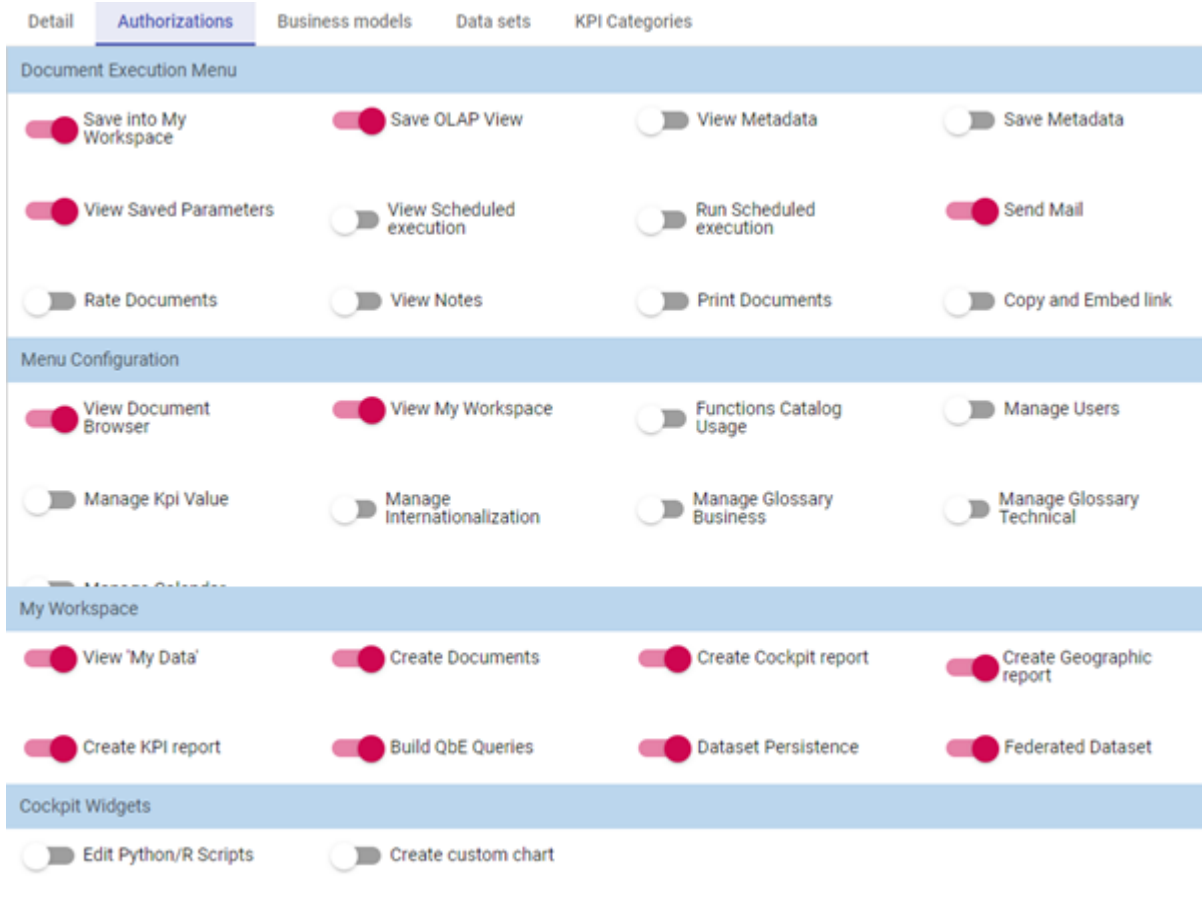 Detail Authorizations Business models Data sets KPI Categories
Document Execution Menu
Save into My
Workspace
Save OLAP View
View Metadata
Save Metadata
View Saved Parameters
View Scheduled
execution
Run Scheduled
execution
Send Mail
Rate Documents
View Notes
Print Documents
Copy and Embed link
Menu Configuration
View Document
Browser
View My Workspace
Functions Catalog
Usage
Manage Users
Manage Kpi Value
Manage
Internationalization
Manage Glossary
Business
Manage Glossary
Technical
Manage Calendar
My Workspace
View 'My Data'
Create Documents
Create Cockpit report
Create Geographic
report
Create KPI report
Build QbE Queries
Dataset Persistence
Federated Dataset
Cockpit Widgets
Edit Python/R Scripts
Create custom chart